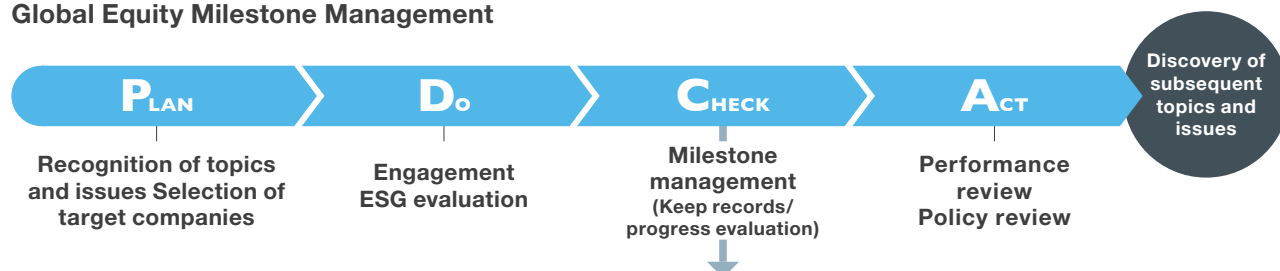 Global Equity Milestone Management
PLAN
DO
CHECK
ACT
Discovery of
subsequent
topics and
issues
Recognition of topics
and issues Selection of
target companies
Engagement
ESG evaluation
Milestone
management
(Keep records/
progress evaluation)
Performance
review
Policy review